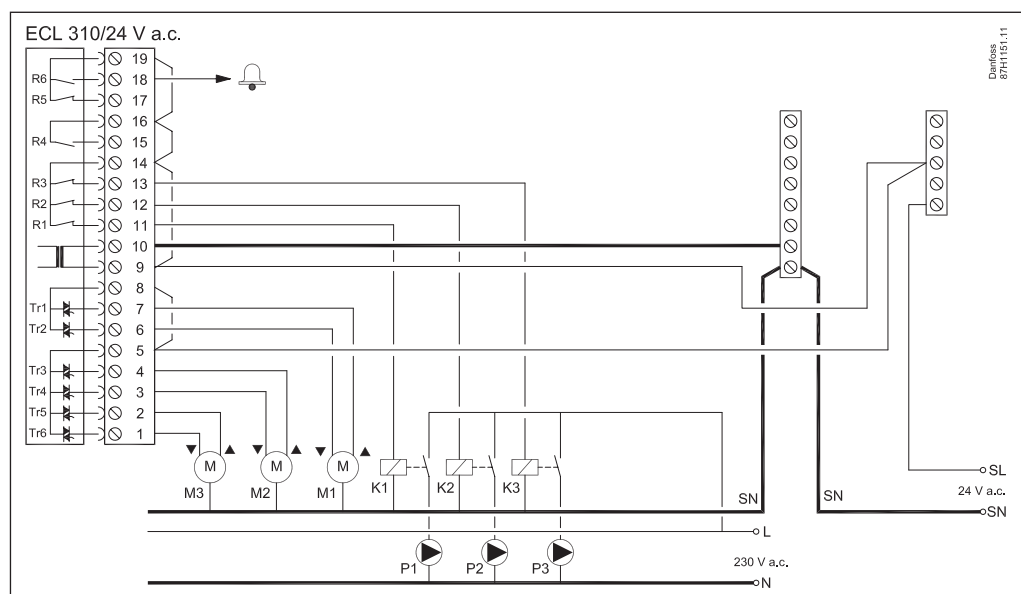 ECL 310/24 V a.c.
Danfoss
87H1151.11
19
R6 18
R5 17
16
R4 15
14
R3 13
R2 12
R1 11
10
9
8
Tr1 7
Tr2 6
5
Tr3 4
Tr4 3
Tr5 2
Tr6 1
M M M
M3 M2 M1 K1 K2 K3
SL
24 V a.c.
SN SN SN
L
P1 P2 P3
230 V a.c.
N